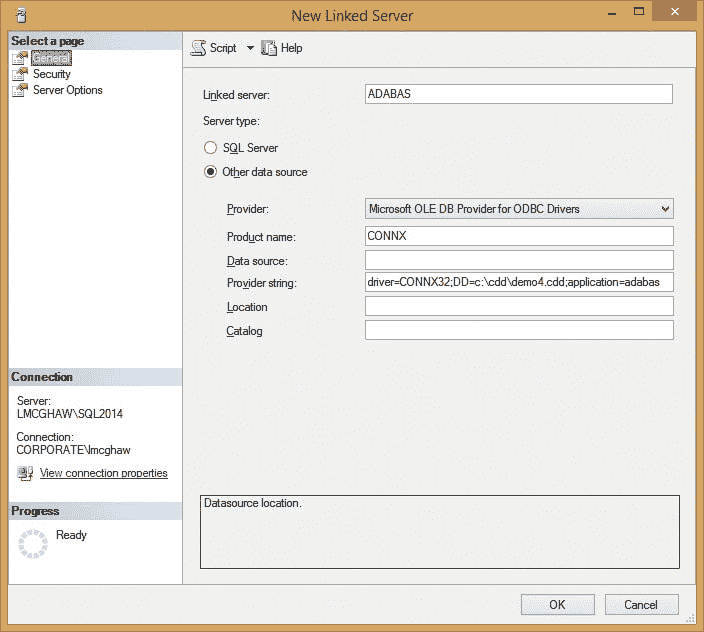 New Linked Server
Select a page
General
Security
Server Options
Script
Help
Linked server:
ADABAS
Server type:
SQL Server
Other data source
Provider:
Microsoft OLE DB Provider for ODBC Drivers
Product name:
CONNX
Data source:
Provider string:
driver=CONNX32;DD=c:\cdd\demo4.cdd;application=adabas
Location
Catalog
Connection
Server:
LMCGHAW\SQL2014
Connection:
CORPORATE\lmcghaw
View connection properties
Progress
Ready
Datasource location.
OK
Cancel